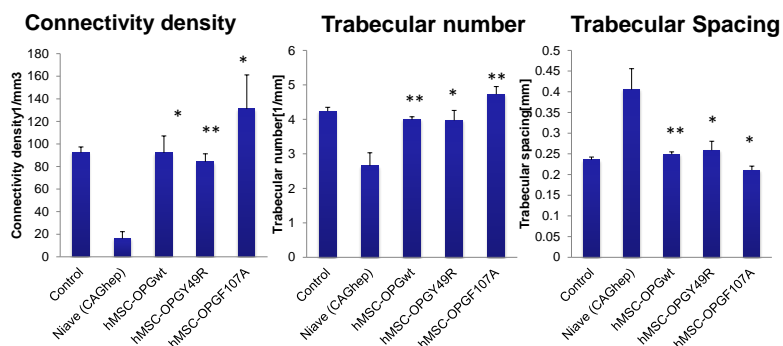 Connectivity density
Connectivity density1/mm3
180
160
140
120
100
80
60
40
20
0
*
**
*
Control
Niave (CAGhep)
hMSC-OPGwt
hMSC-OPGY49R
hMSC-OPGF107A
Trabecular number
Trabecular number[1/mm]
6
5
4
3
2
1
0
**
*
**
Control
Niave (CAGhep)
hMSC-OPGwt
hMSC-OPGY49R
hMSC-OPGF107A
Trabecular Spacing
Trabecular spacing[mm]
0.5
0.45
0.4
0.35
0.3
0.25
0.2
0.15
0.1
0.05
0
**
*
*
Control
Niave (CAGhep)
hMSC-OPGwt
hMSC-OPGY49R
hMSC-OPGF107A